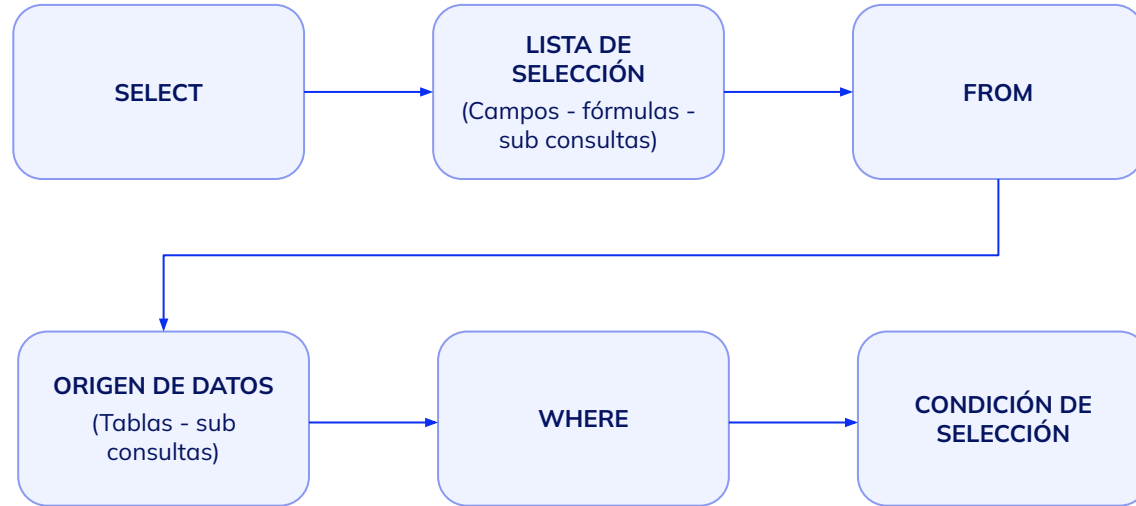 SELECT
LISTA DE
SELECCIÓN
(Campos - fórmulas -
sub consultas)
FROM
ORIGEN DE DATOS
(Tablas - sub
consultas)
WHERE
CONDICIÓN DE
SELECCIÓN